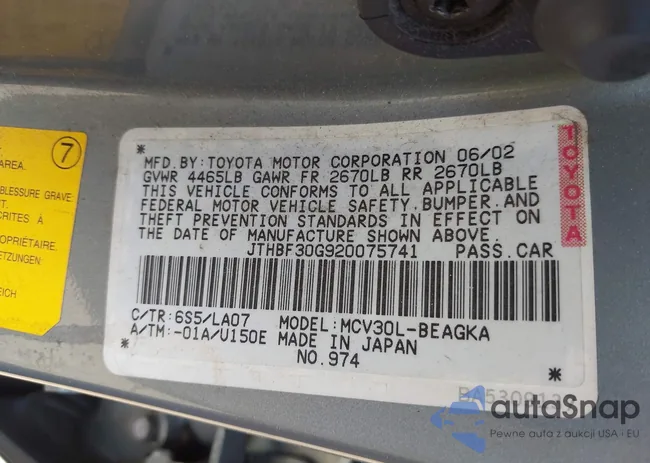 7
AREA.
BLESSURE GRAVE
CRITES À
PROPRIÉTAIRE.
EICH
MFD.BY:TOYOTA MOTOR CORPORATION 06/02
GVWR 4465LB GAWR FR 2670LB RR 2670LB
THIS VEHICLE CONFORMS TO ALL APPLICABLE
FEDERAL MOTOR VEHICLE SAFETY,BUMPER,AND
THEFT PREVENTION STANDARDS IN EFFECT ON
THE DATE OF MANUFACTURE SHOWN ABOVE.
JTHBF30G920075741 PASS.CAR
TOYOTA
C/TR:6S5/LA07 MODEL:MCV30L-BEAGKA
A/TM:-01A/U150E MADE IN JAPAN
NO.974
autaSnap
Pewne auta z aukcji USA · EU